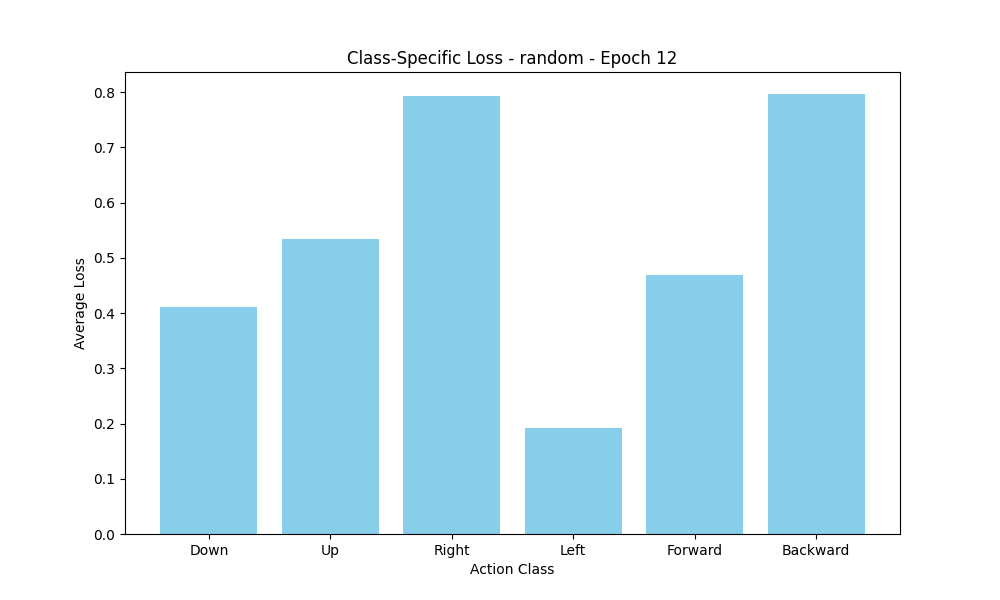 Class-Specific Loss - random - Epoch 12
0.8
0.7
0.6
0.5
0.4
0.3
0.2
0.1
0.0
Average Loss
Down Up Right Left Forward Backward
Action Class